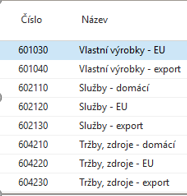 Číslo Název
601030 Vlastní výrobky - EU
601040 Vlastní výrobky - export
602110 Služby - domácí
602120 Služby - EU
602130 Služby - export
604210 Tržby, zdroje - domácí
604220 Tržby, zdroje - EU
604230 Tržby, zdroje - export